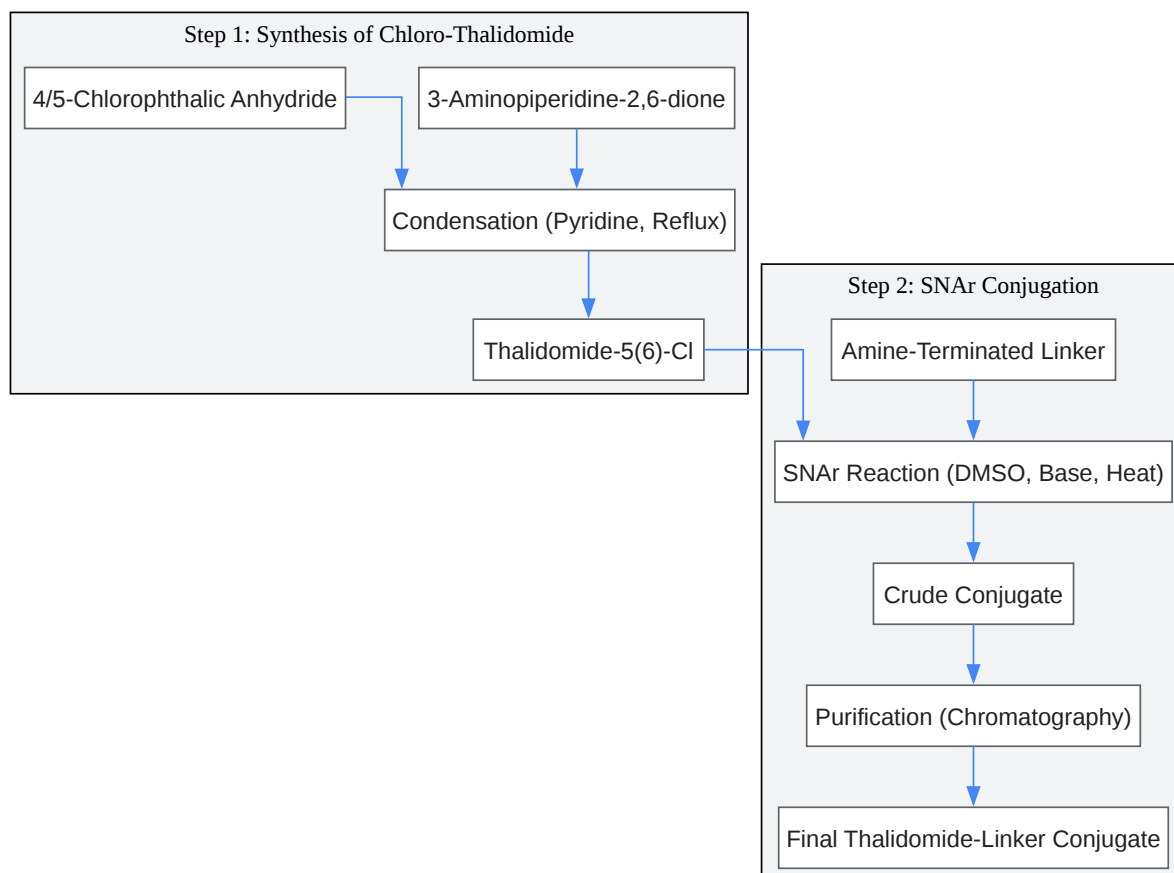 Step 1: Synthesis of Chloro-Thalidomide
4/5-Chlorophthalic Anhydride
3-Aminopiperidine-2,6-dione
Condensation (Pyridine, Reflux)
Thalidomide-5(6)-Cl
Step 2: SNAr Conjugation
Amine-Terminated Linker
SNAr Reaction (DMSO, Base, Heat)
Crude Conjugate
Purification (Chromatography)
Final Thalidomide-Linker Conjugate